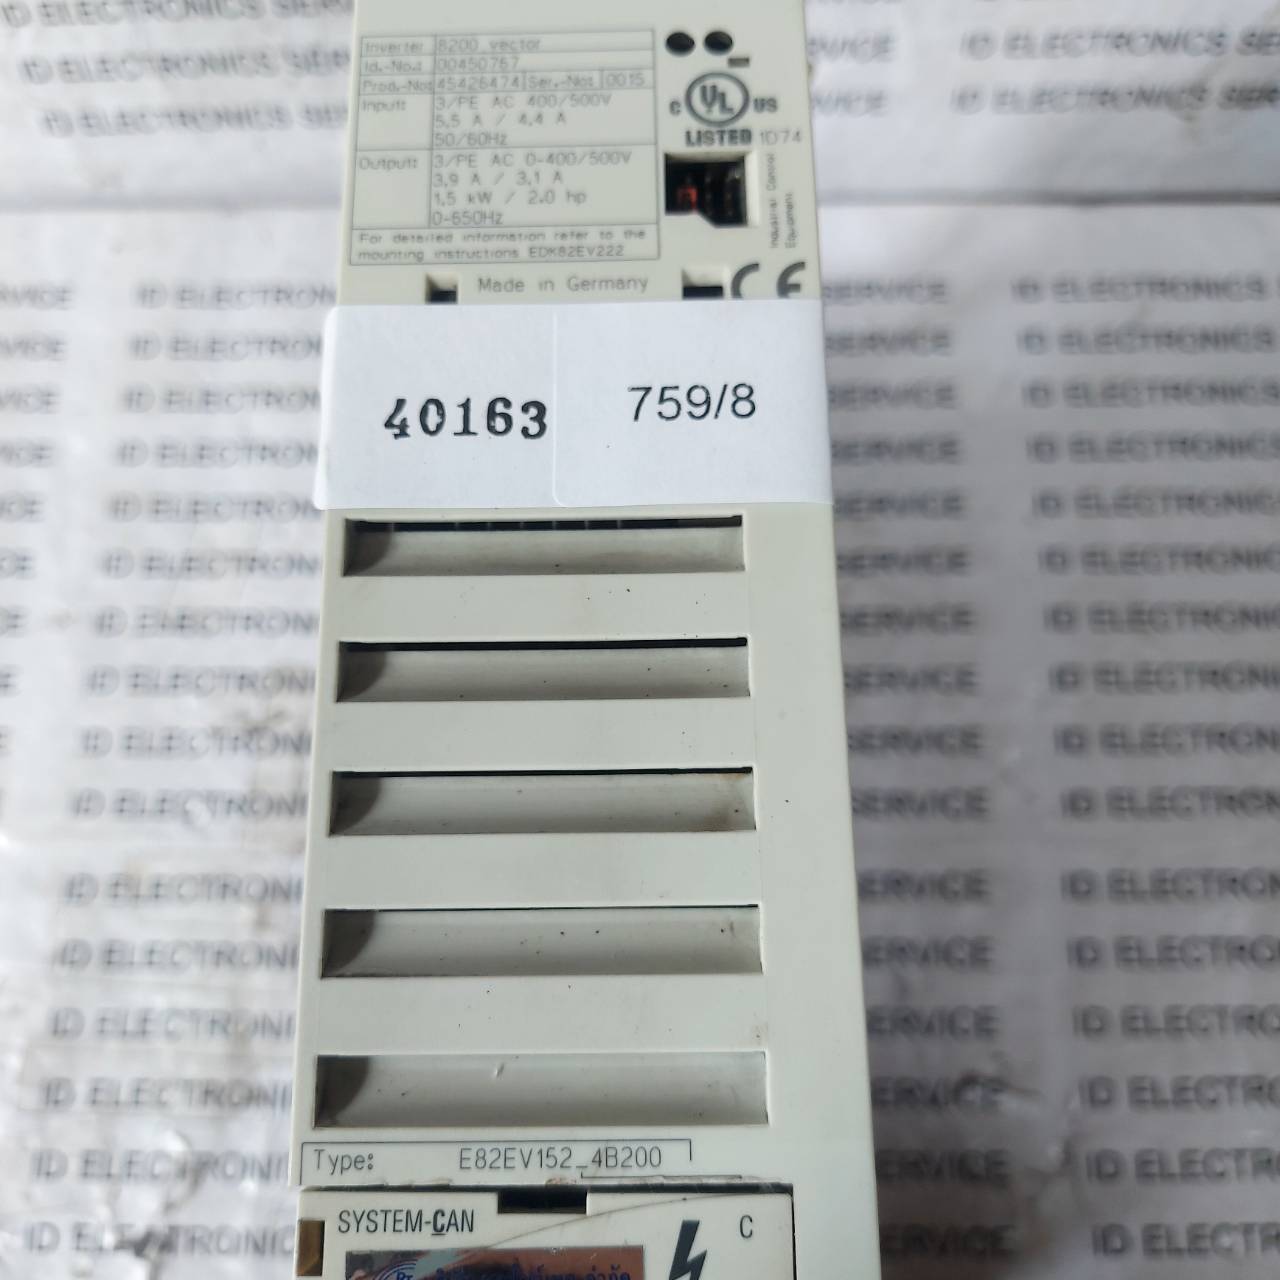 Inverter 8200 vector
Id.-No.: 00450767
Prod.-No: 45426474 Ser.-No: 0015
Input: 3/PE AC 400/500V
5,5 A / 4,4 A
50/60Hz
Output: 3/PE AC 0-400/500V
3,9 A / 3,1 A
1,5 kW / 2.0 hp
0-650Hz
For detailed information refer to the
mounting instructions EDK82EV222
Made in Germany
C UL US
LISTED 1D74
Industrial Control
Equipment
CE
40163 759/8
Type: E82EV152_4B200
SYSTEM-CAN
C
ID ELECTRONICS SERVICE